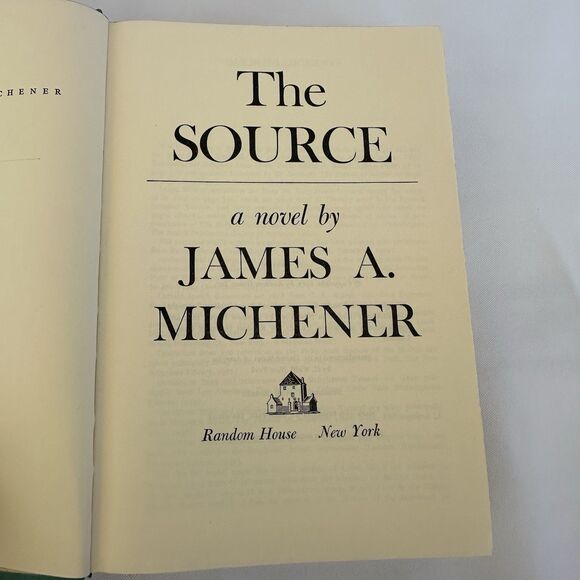 CHENER
The
SOURCE
a novel by
JAMES A.
MICHENER
Random House New York